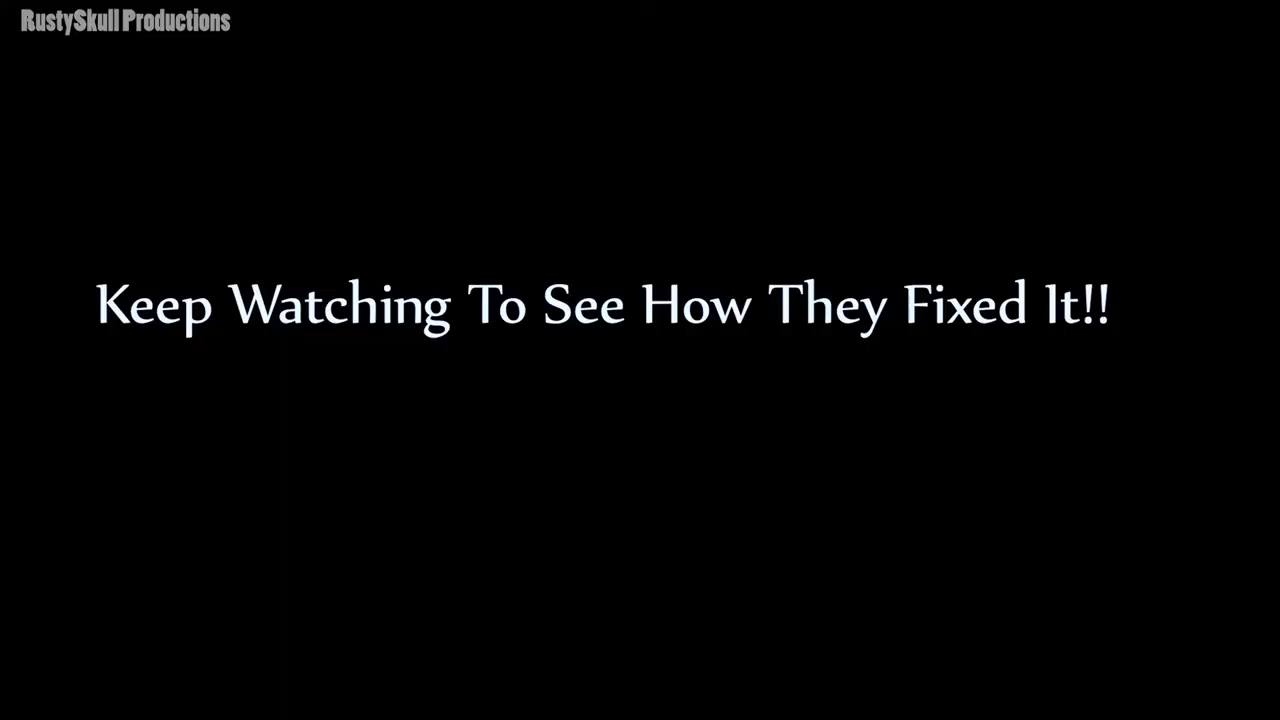 RustySkull Productions
Keep Watching To See How They Fixed It!!